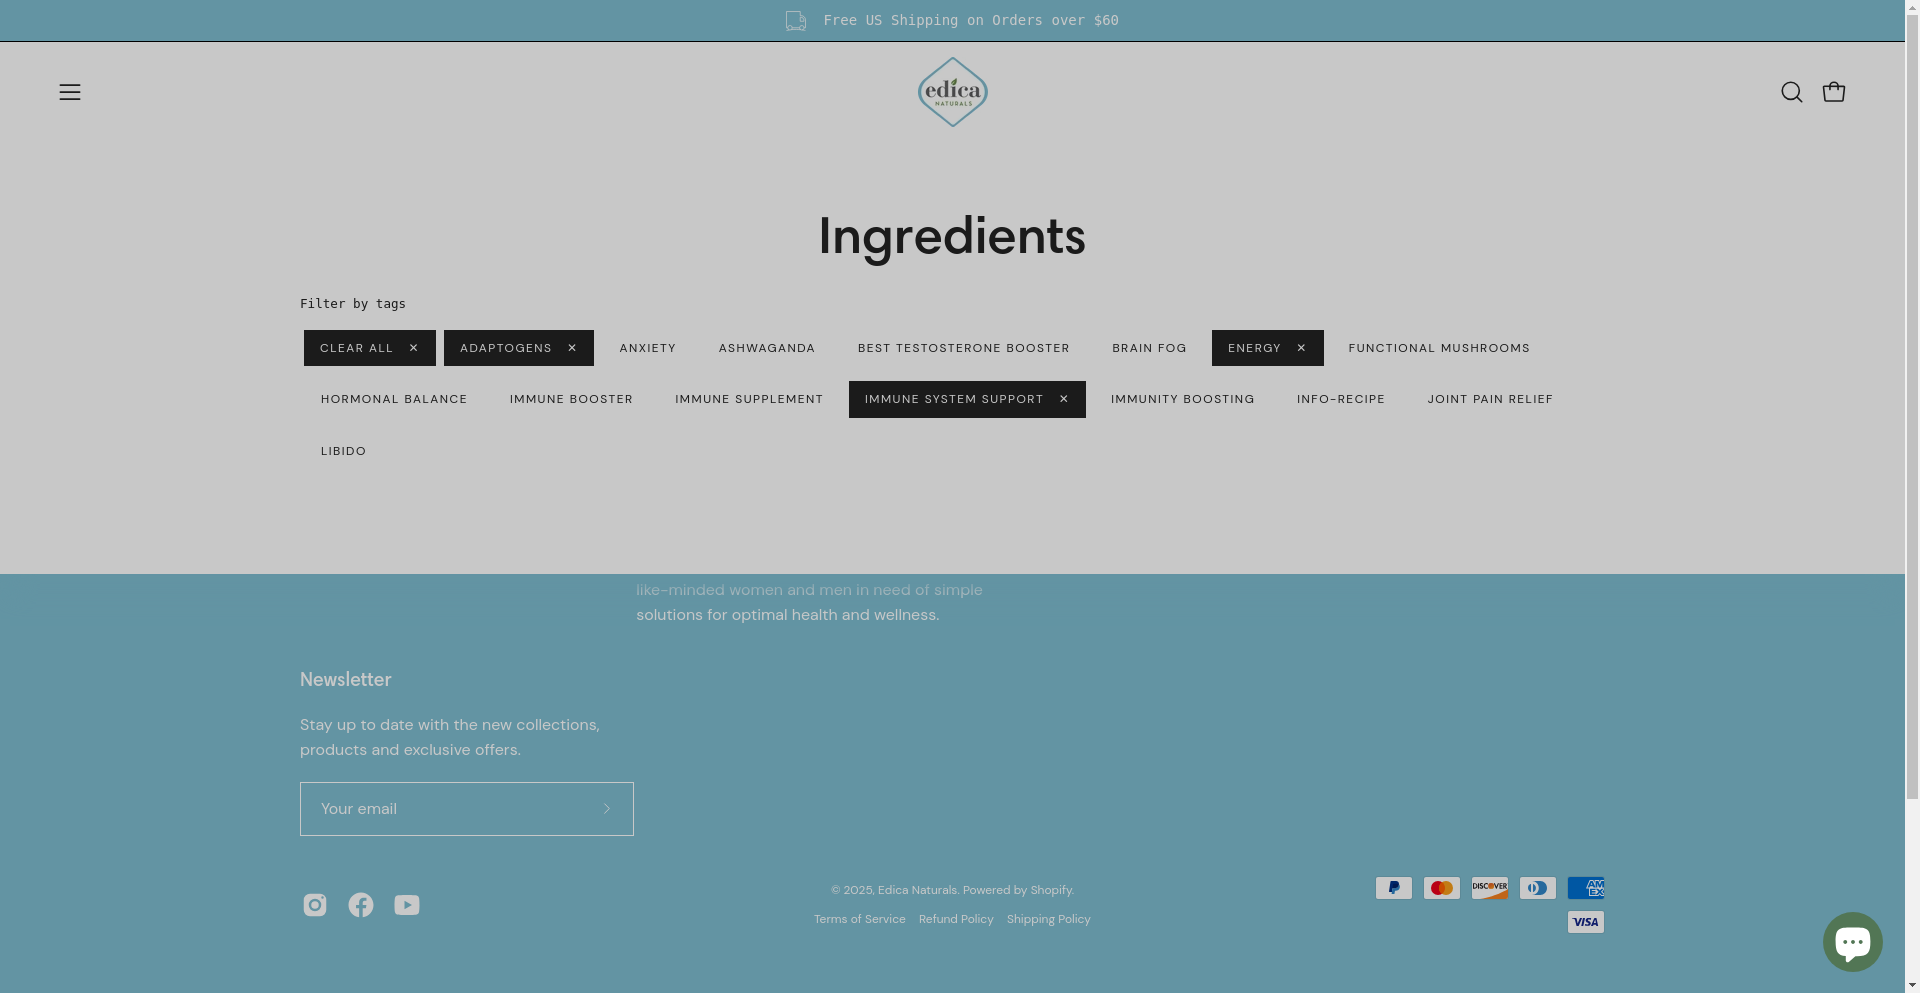 Free US Shipping on Orders over $60
edica
NATURALS
Ingredients
Filter by tags
CLEAR ALL ✕ ADAPTOGENS ✕ ANXIETY ASHWAGANDA BEST TESTOSTERONE BOOSTER BRAIN FOG ENERGY ✕ FUNCTIONAL MUSHROOMS
HORMONAL BALANCE IMMUNE BOOSTER IMMUNE SUPPLEMENT IMMUNE SYSTEM SUPPORT ✕ IMMUNITY BOOSTING INFO-RECIPE JOINT PAIN RELIEF
LIBIDO
like-minded women and men in need of simple
solutions for optimal health and wellness.
Newsletter
Stay up to date with the new collections,
products and exclusive offers.
Your email
© 2025, Edica Naturals. Powered by Shopify.
Terms of Service Refund Policy Shipping Policy
DISCOVER
AM
EX
VISA